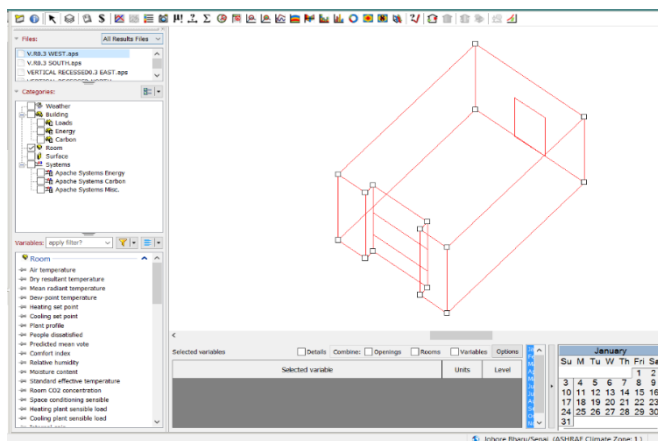 Files:
All Results Files
V.R0.3 WEST.aps
V.R0.3 SOUTH.aps
VERTICAL RECESSED0.3 EAST.aps
Categories:
Weather
Building
Loads
Energy
Carbon
Room
Surface
Systems
Apache Systems Energy
Apache Systems Carbon
Apache Systems Misc.
Variables: apply filter?
Room
Air temperature
Dry resultant temperature
Mean radiant temperature
Dew-point temperature
Heating set point
Cooling set point
Plant profile
People dissatisfied
Predicted mean vote
Comfort index
Relative humidity
Moisture content
Standard effective temperature
Room CO2 concentration
Space conditioning sensible
Heating plant sensible load
Cooling plant sensible load
Selected variables Details Combine: Openings Rooms Variables Options
Selected variable Units Level
January
Su M Tu W Th Fri Sa
1 2
3 4 5 6 7 8 9
10 11 12 13 14 15 16
17 18 19 20 21 22 23
24 25 26 27 28 29 30
31
Johore Bharu/Senai (ASHRAE Climate Zone: 1)